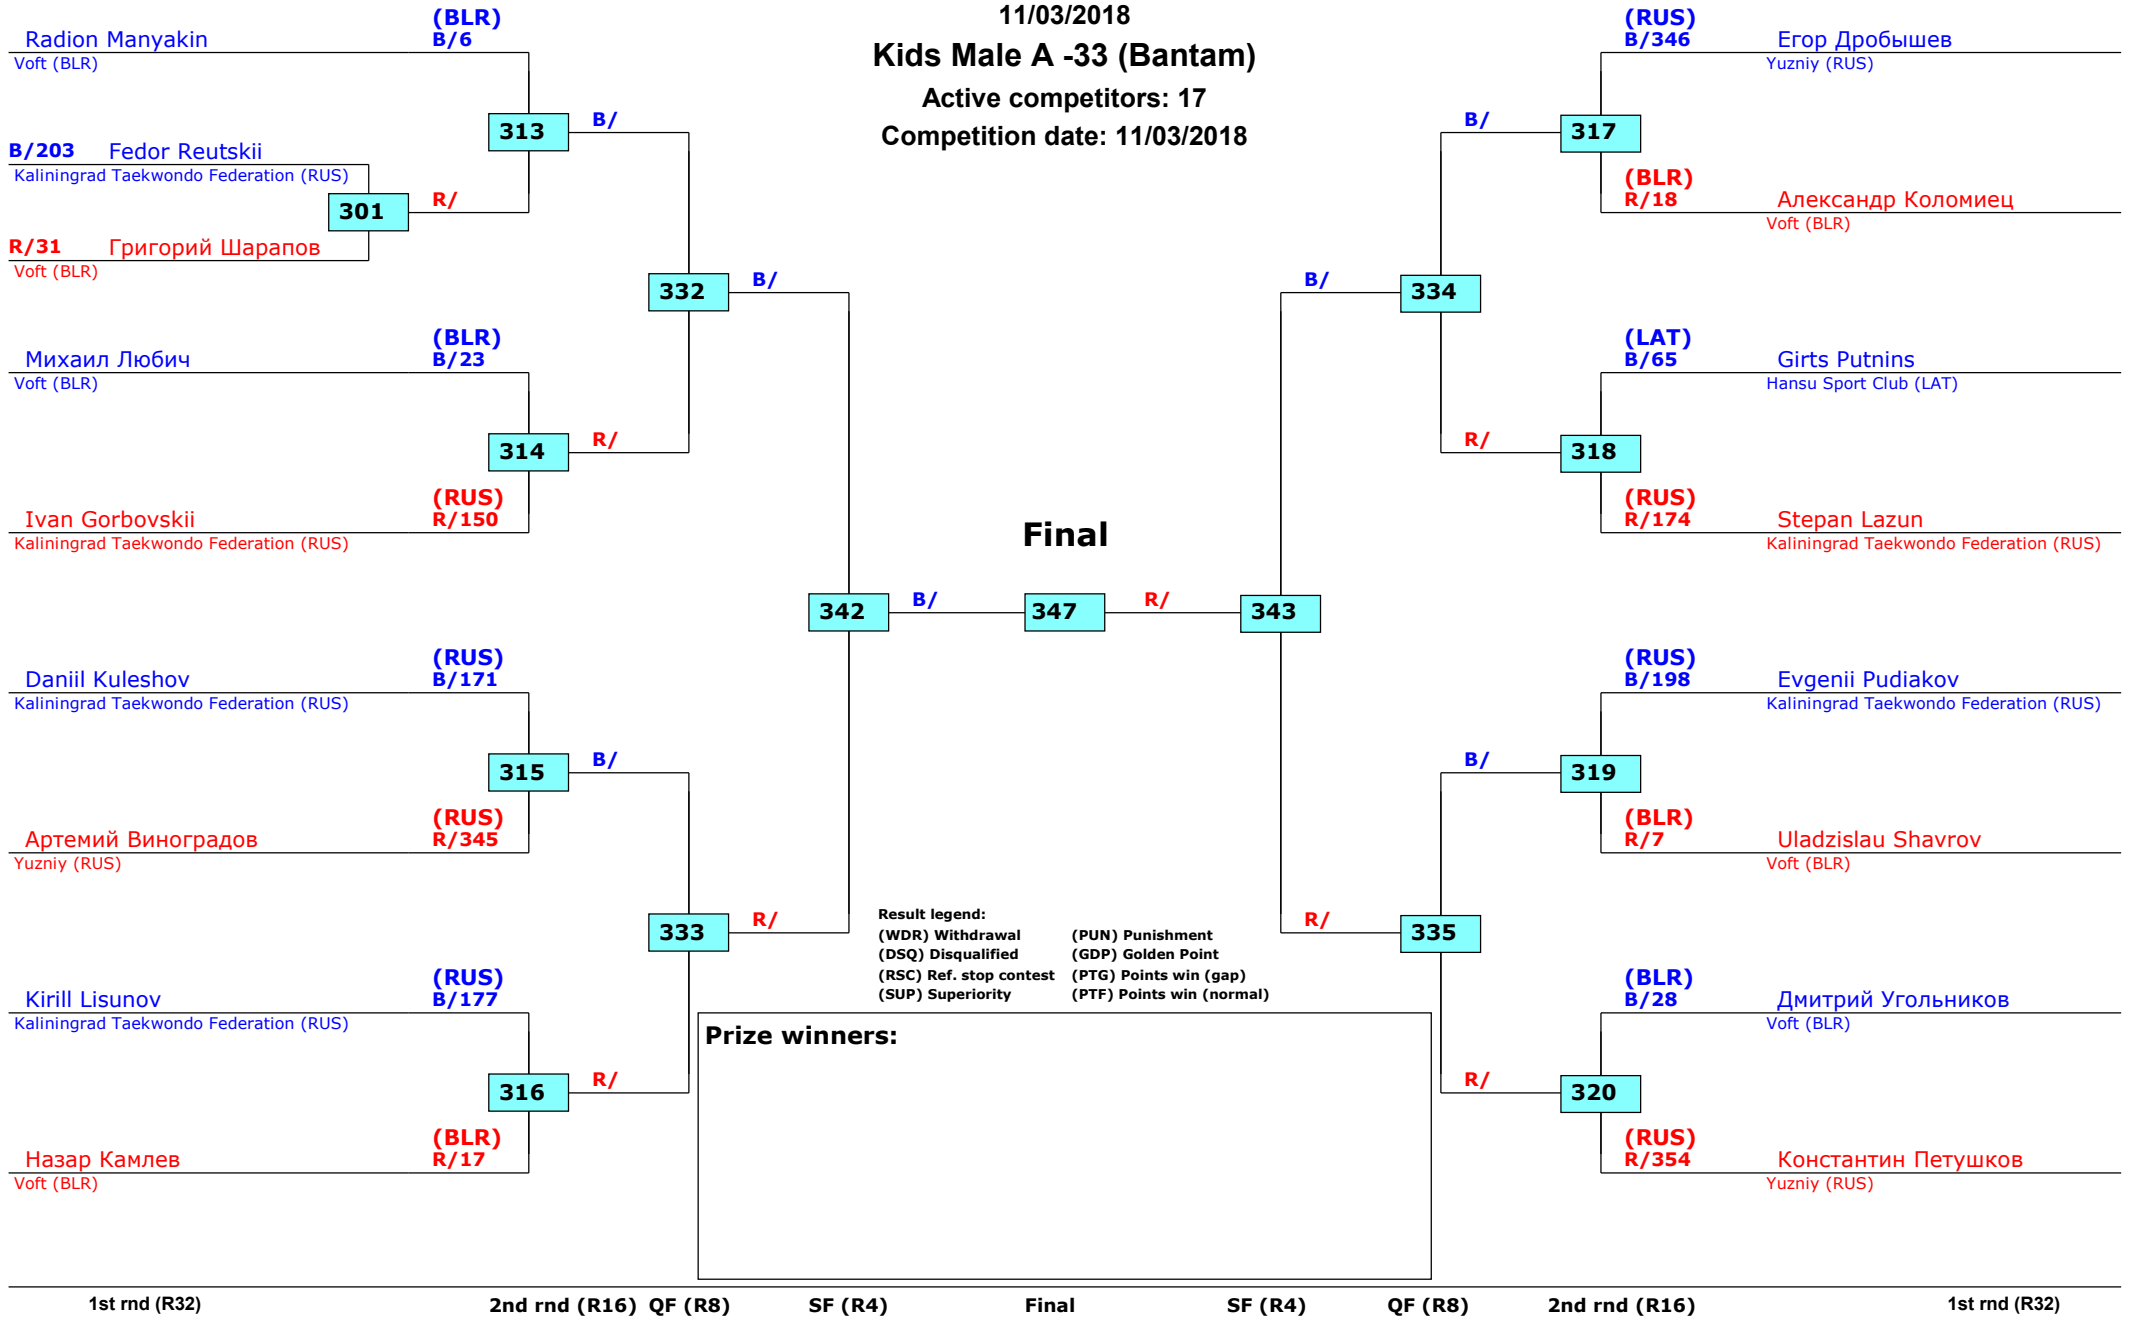 11/03/2018
Kids Male A -33 (Bantam)
Active competitors: 17
Competition date: 11/03/2018
(BLR)
Radion Manyakin B/6
Voft (BLR)
313
B/
B/203 Fedor Reutskii
Kaliningrad Taekwondo Federation (RUS)
301
R/
R/31 Григорий Шарапов
Voft (BLR)
332
B/
(BLR)
Михаил Любич B/23
Voft (BLR)
314
R/
(RUS)
Ivan Gorbovskii R/150
Kaliningrad Taekwondo Federation (RUS)
342
B/
(RUS)
Daniil Kuleshov B/171
Kaliningrad Taekwondo Federation (RUS)
315
B/
(RUS)
Артемий Виноградов R/345
Yuzniy (RUS)
333
R/
(RUS)
Kirill Lisunov B/177
Kaliningrad Taekwondo Federation (RUS)
316
R/
(BLR)
Назар Камлев R/17
Voft (BLR)
Final
347
R/
343
(RUS)
B/346 Егор Дробышев
Yuzniy (RUS)
B/
317
(BLR)
R/18 Александр Коломиец
Voft (BLR)
B/
334
(LAT)
B/65 Girts Putnins
Hansu Sport Club (LAT)
R/
318
(RUS)
R/174 Stepan Lazun
Kaliningrad Taekwondo Federation (RUS)
(RUS)
B/198 Evgenii Pudiakov
Kaliningrad Taekwondo Federation (RUS)
B/
319
(BLR)
R/7 Uladzislau Shavrov
Voft (BLR)
R/
335
(BLR)
B/28 Дмитрий Угольников
Voft (BLR)
R/
320
(RUS)
R/354 Константин Петушков
Yuzniy (RUS)
Result legend:
(WDR) Withdrawal (PUN) Punishment
(DSQ) Disqualified (GDP) Golden Point
(RSC) Ref. stop contest (PTG) Points win (gap)
(SUP) Superiority (PTF) Points win (normal)
Prize winners:
1st rnd (R32) 2nd rnd (R16) QF (R8) SF (R4) Final SF (R4) QF (R8) 2nd rnd (R16) 1st rnd (R32)